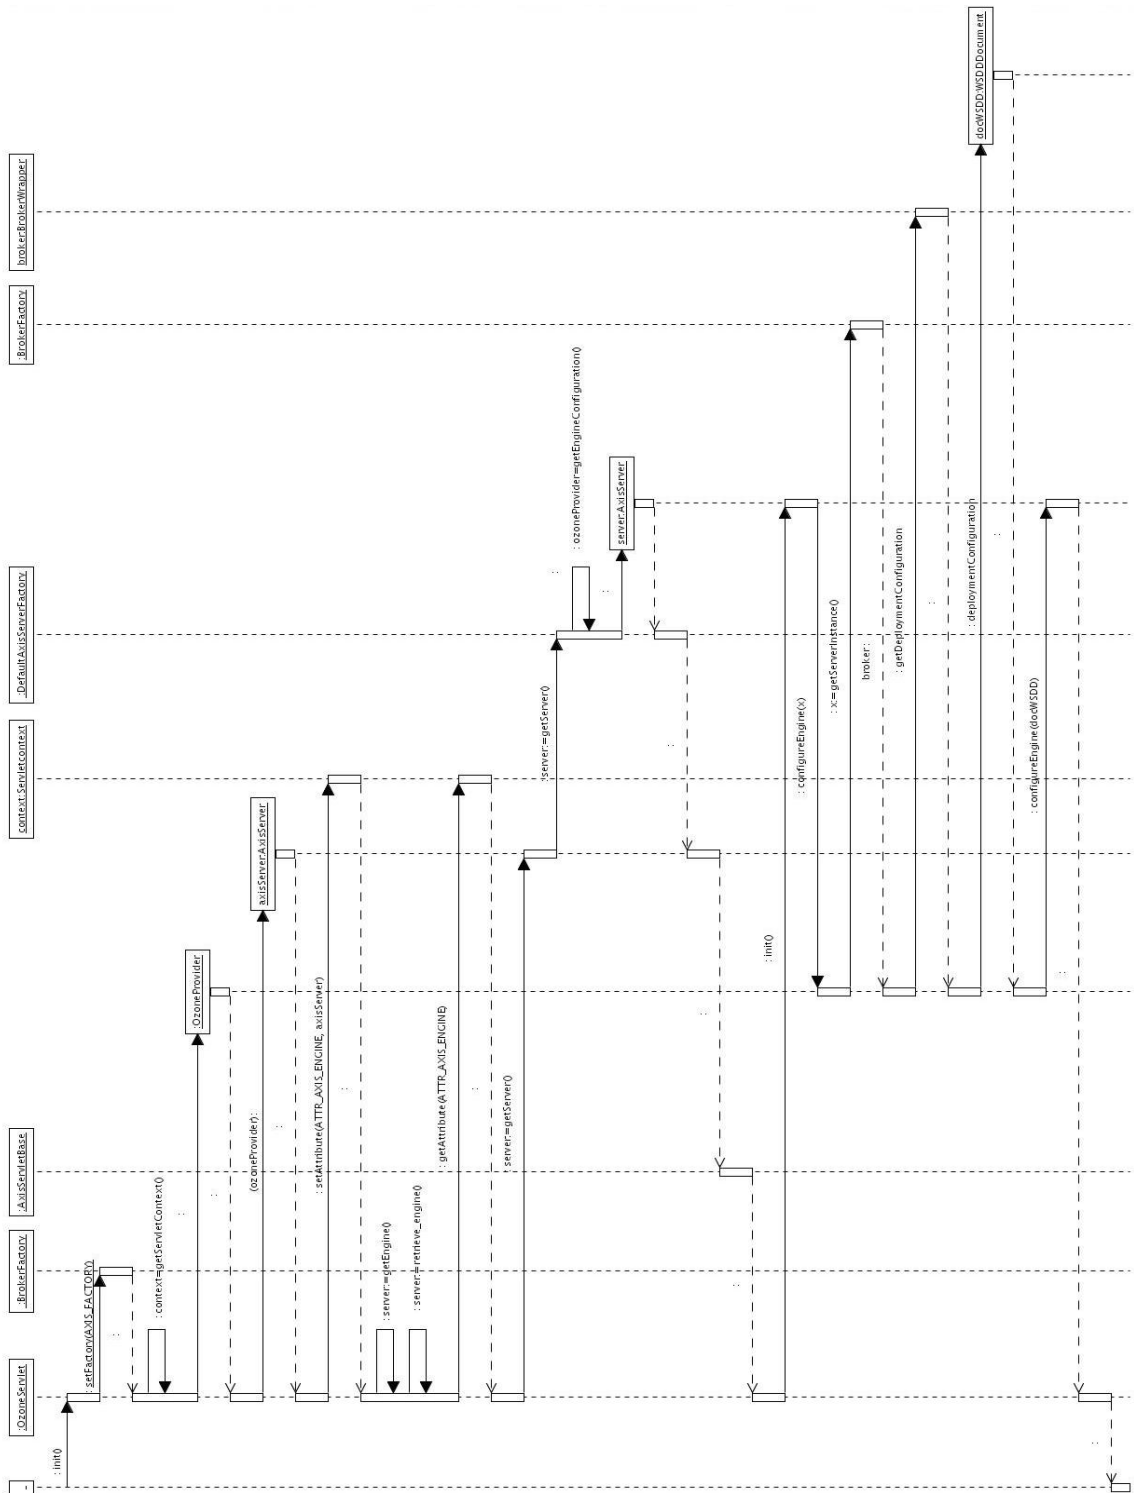 -
: init()
:OzoneServlet
:BrokerFactory
:AxisServletBase
context:Servletcontext
:DefaultAxisServerFactory
:BrokerFactory
broker:BrokerWrapper
: setFactory(AXIS_FACTORY)
: context=getServletContext()
:OzoneProvider
(ozoneProvider):
axisServer:AxisServer
: setAttribute(ATTR_AXIS_ENGINE, axisServer)
: server:=getEngine()
: server:=retrieve_engine()
: getAttribute(ATTR_AXIS_ENGINE)
:server:=getServer()
:server:=getServer()
: ozoneProvider=getEngineConfiguration()
server:AxisServer
: init()
: configureEngine(x)
: x:=getServerInstance()
broker :
: getDeploymentConfiguration
: deploymentConfiguration
docWSDD:WSDDDocument
: configureEngine(docWSDD)